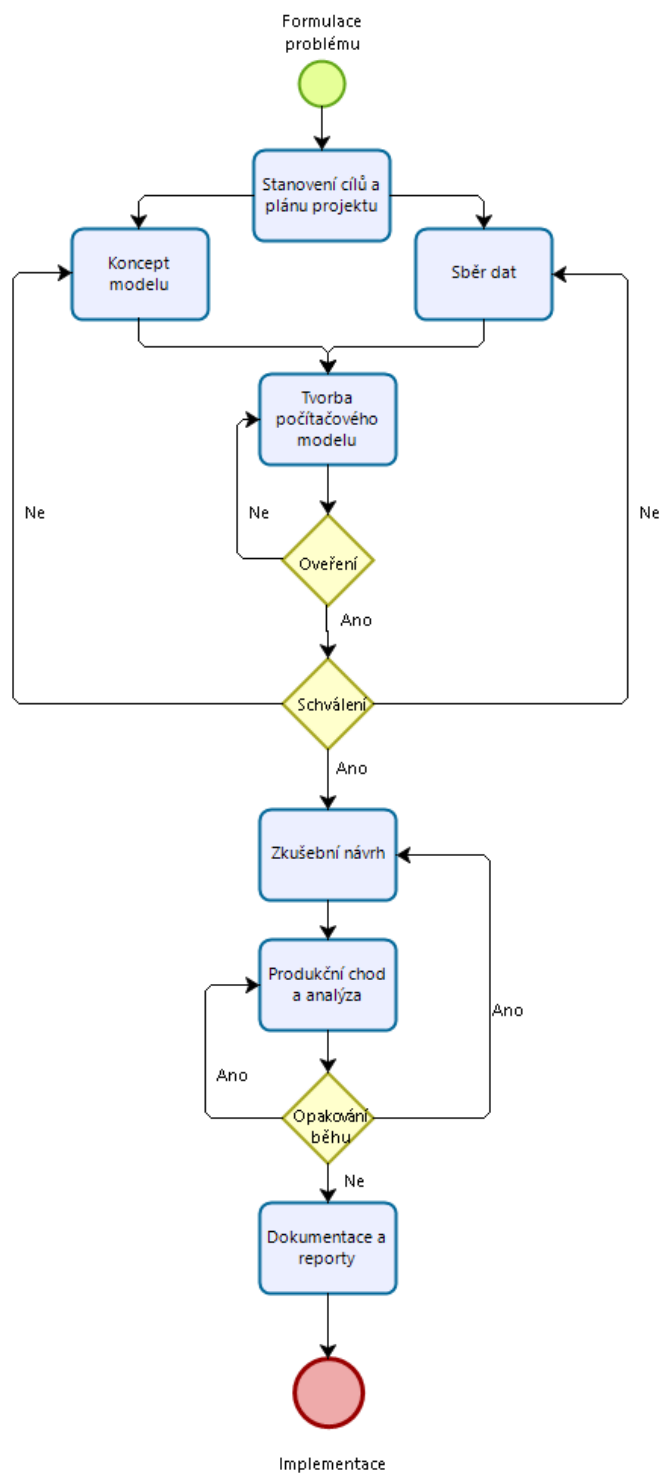 Formulace
problému
Stanovení cílů a
plánu projektu
Koncept
modelu
Sběr dat
Tvorba
počítačového
modelu
Ne
Ne
Ne
Oveření
Ano
Schválení
Ano
Zkušební návrh
Produkční chod
a analýza
Ano
Ano
Opakování
běhu
Ne
Dokumentace a
reporty
Implementace